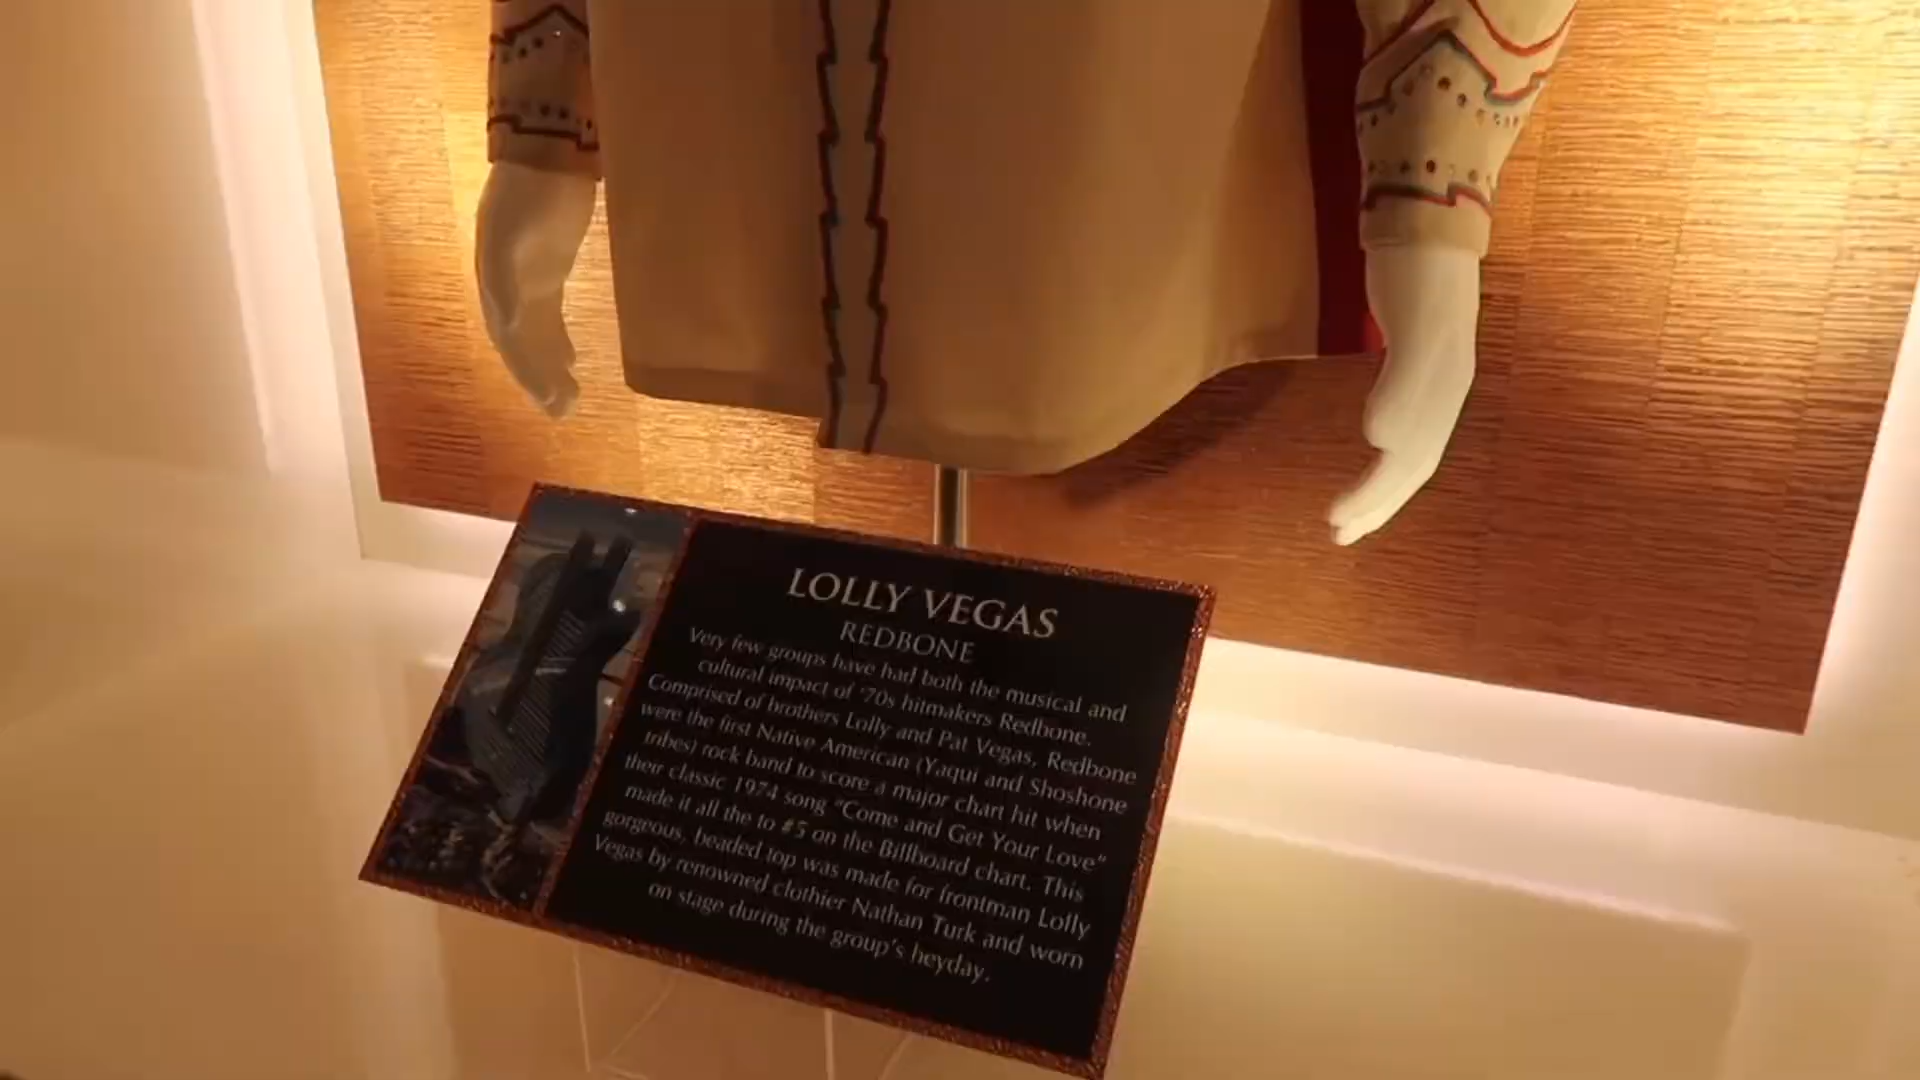 LOLLY VEGAS
REDBONE
Very few groups have had both the musical and
cultural impact of '70s hitmakers Redbone.
Comprised of brothers Lolly and Pat Vegas, Redbone
were the first Native American (Yaqui and Shoshone
tribes) rock band to score a major chart hit when
their classic 1974 song "Come and Get Your Love"
made it all the to #5 on the Billboard chart. This
gorgeous, beaded top was made for frontman Lolly
Vegas by renowned clothier Nathan Turk and worn
on stage during the group's heyday.